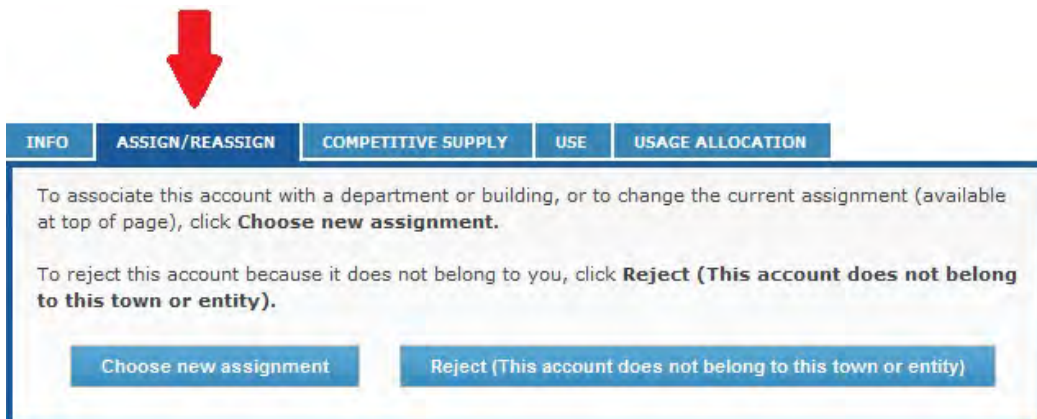 INFO ASSIGN/REASSIGN COMPETITIVE SUPPLY USE USAGE ALLOCATION
To associate this account with a department or building, or to change the current assignment (available
at top of page), click Choose new assignment.
To reject this account because it does not belong to you, click Reject (This account does not belong
to this town or entity).
Choose new assignment Reject (This account does not belong to this town or entity)